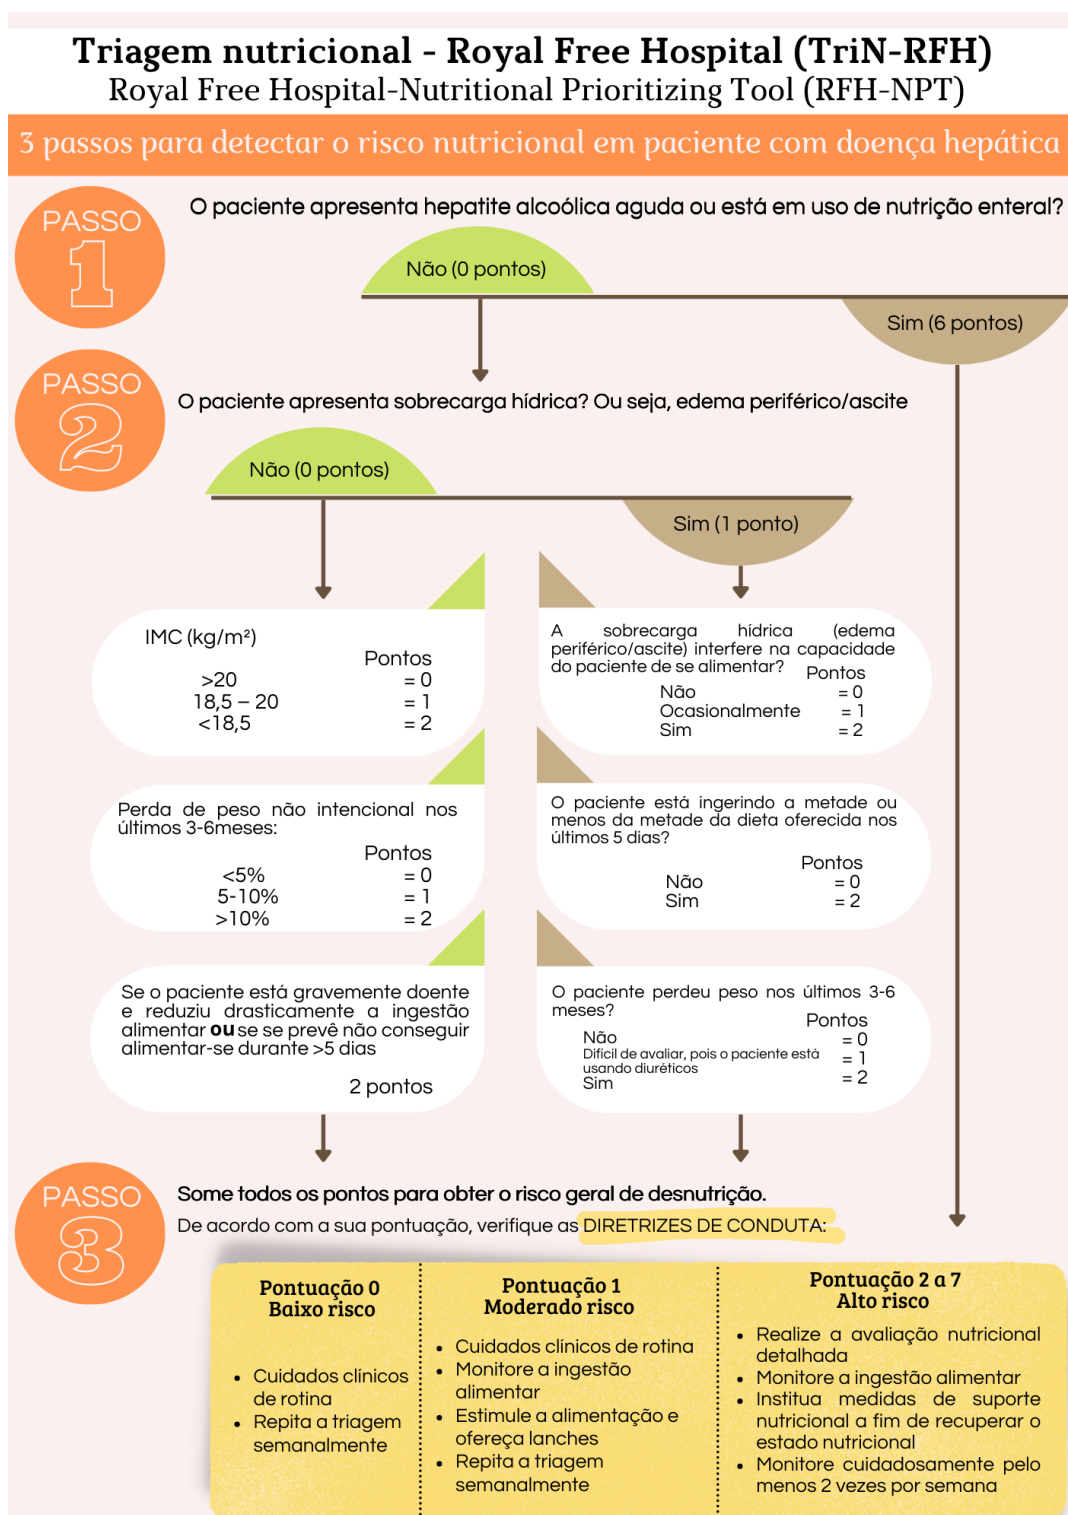 Triagem nutricional - Royal Free Hospital (TriN-RFH)
Royal Free Hospital-Nutritional Prioritizing Tool (RFH-NPT)
3 passos para detectar o risco nutricional em paciente com doença hepática
PASSO
1
O paciente apresenta hepatite alcoólica aguda ou está em uso de nutrição enteral?
Não (0 pontos)
Sim (6 pontos)
PASSO
2
O paciente apresenta sobrecarga hídrica? Ou seja, edema periférico/ascite
Não (0 pontos)
Sim (1 ponto)
IMC (kg/m²)
Pontos
>20 = 0
18,5 – 20 = 1
<18,5 = 2
Perda de peso não intencional nos
últimos 3-6meses:
Pontos
<5% = 0
5-10% = 1
>10% = 2
Se o paciente está gravemente doente
e reduziu drasticamente a ingestão
alimentar ou se se prevê não conseguir
alimentar-se durante >5 dias
2 pontos
A sobrecarga hídrica (edema
periférico/ascite) interfere na capacidade
do paciente de se alimentar?
Pontos
Não = 0
Ocasionalmente = 1
Sim = 2
O paciente está ingerindo a metade ou
menos da metade da dieta oferecida nos
últimos 5 dias?
Pontos
Não = 0
Sim = 2
O paciente perdeu peso nos últimos 3-6
meses?
Pontos
Não = 0
Difícil de avaliar, pois o paciente está = 1
usando diuréticos
Sim = 2
PASSO
3
Some todos os pontos para obter o risco geral de desnutrição.
De acordo com a sua pontuação, verifique as DIRETRIZES DE CONDUTA:
Pontuação 0
Baixo risco
• Cuidados clínicos
de rotina
• Repita a triagem
semanalmente
Pontuação 1
Moderado risco
• Cuidados clínicos de rotina
• Monitore a ingestão
alimentar
• Estimule a alimentação e
ofereça lanches
• Repita a triagem
semanalmente
Pontuação 2 a 7
Alto risco
• Realize a avaliação nutricional
detalhada
• Monitore a ingestão alimentar
• Institua medidas de suporte
nutricional a fim de recuperar o
estado nutricional
• Monitore cuidadosamente pelo
menos 2 vezes por semana